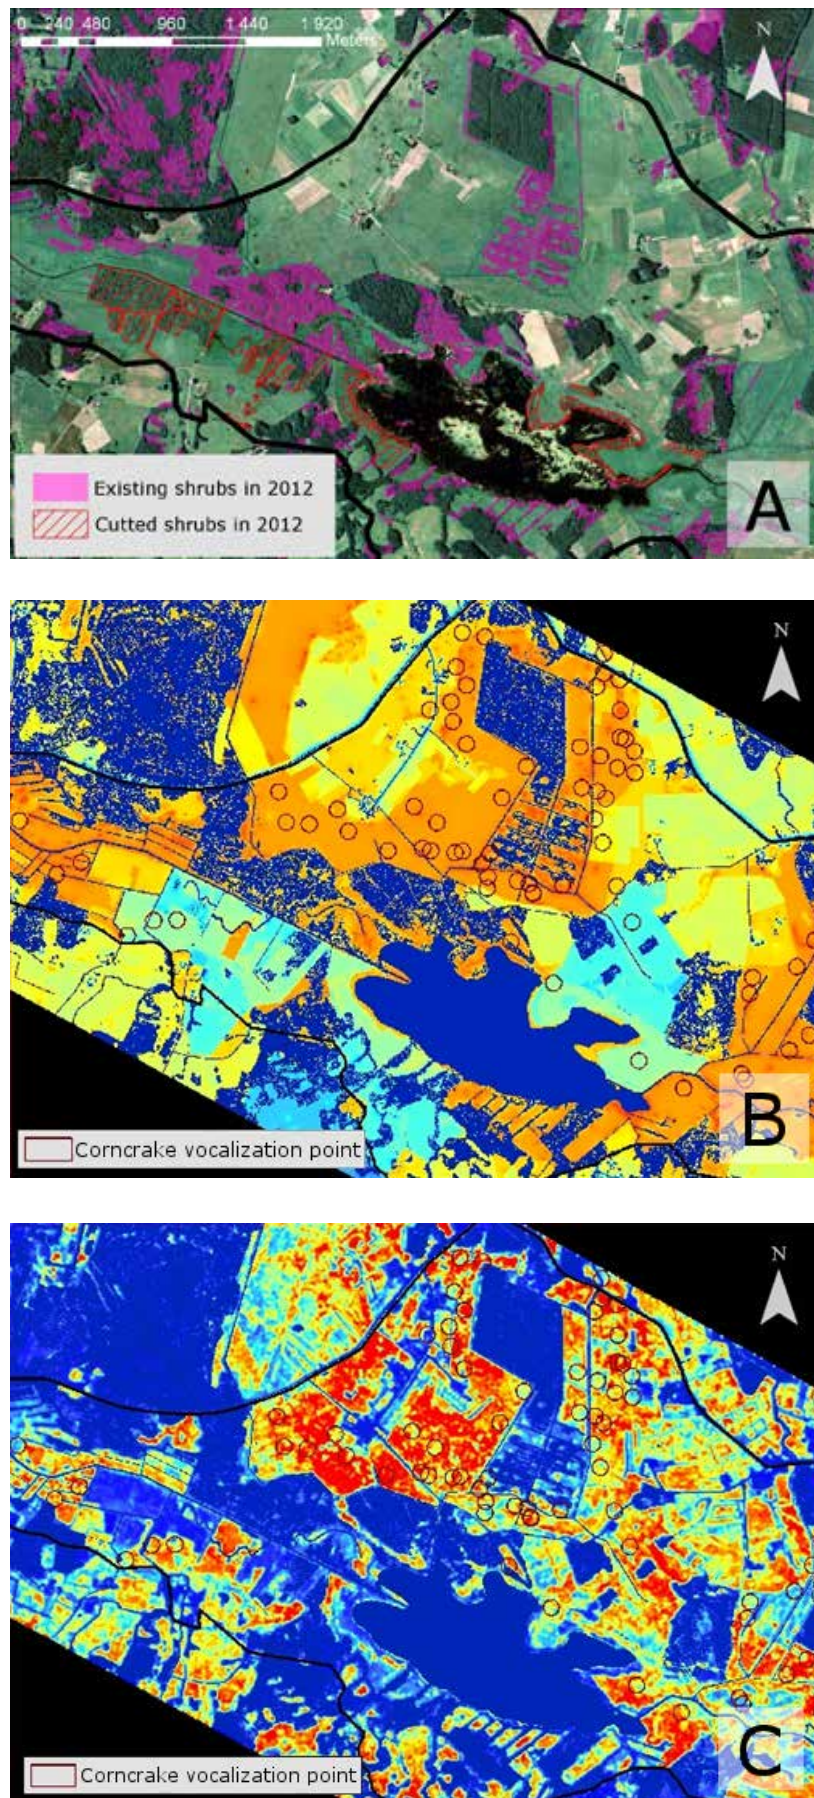 0 240 480 960 1 440 1 920
Meters
N
Existing shrubs in 2012
Cutted shrubs in 2012
A
N
Corncrake vocalization point
B
N
Corncrake vocalization point
C